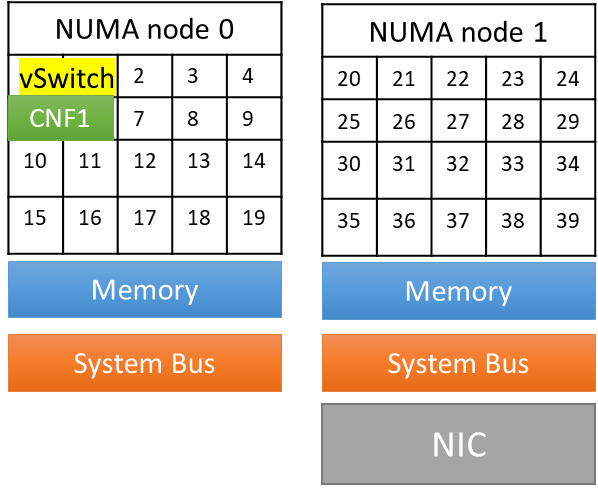 NUMA node 0
vSwitch 2 3 4
CNF1 7 8 9
10 11 12 13 14
15 16 17 18 19
Memory
System Bus
NUMA node 1
20 21 22 23 24
25 26 27 28 29
30 31 32 33 34
35 36 37 38 39
Memory
System Bus
NIC